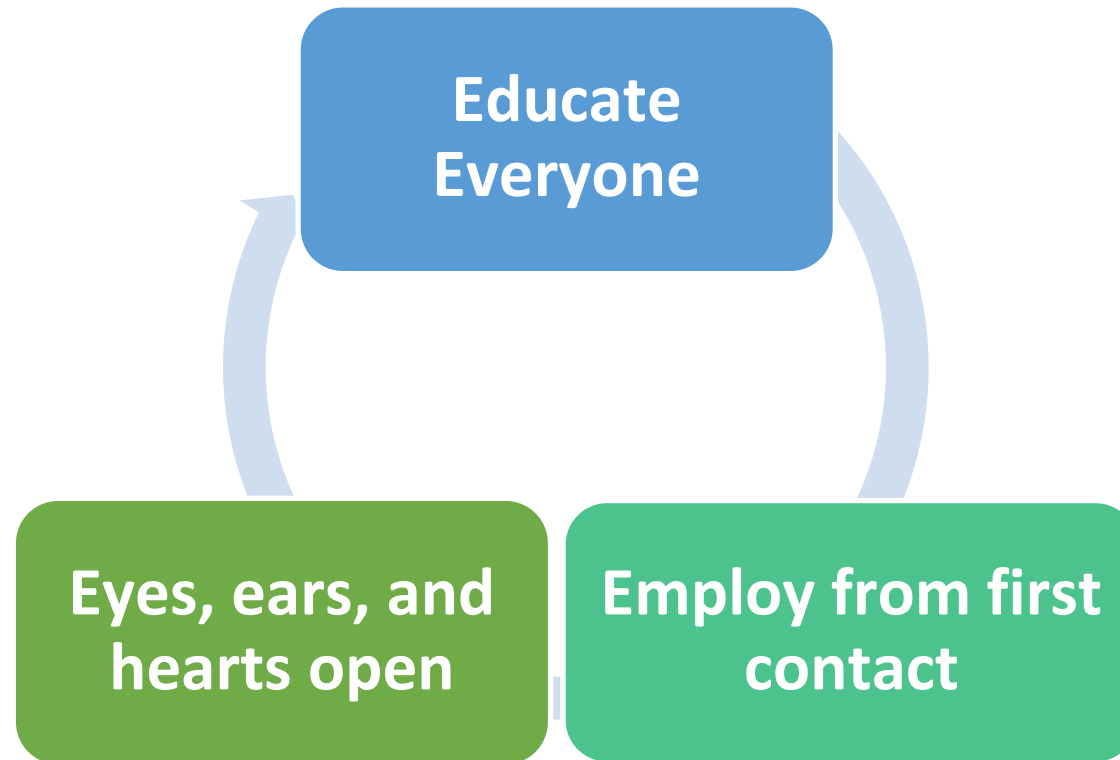 Educate
Everyone
Eyes, ears, and
hearts open
Employ from first
contact